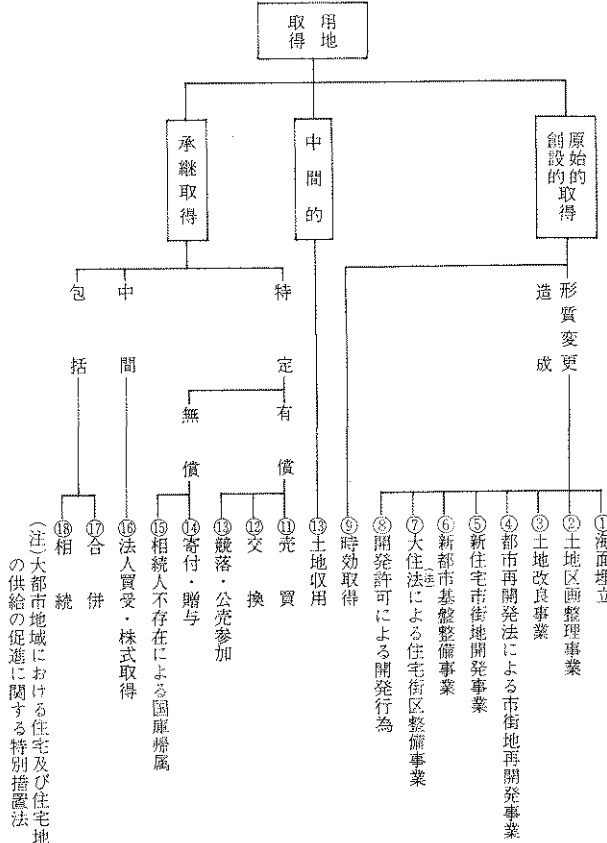 用地取得
原始的取得
創設的
中間的
承継取得
形質変更
造成
特定
中間
包括
有償
無償
①海面埋立
②土地区画整理事業
③土地改良事業
④都市再開発法による市街地再開発事業
⑤新住宅市街地開発事業
⑥新都市基盤整備事業
⑦大住法(注)による住宅街区整備事業
⑧開発許可による開発行為
⑨時効取得
⑬土地収用
⑪売買
⑫交換
⑬競落・公売参加
⑭寄付・贈与
⑮相続人不存在による国庫帰属
⑯法人買受・株式取得
⑰合併
⑱相続
(注)大都市地域における住宅及び住宅地
の供給の促進に関する特別措置法